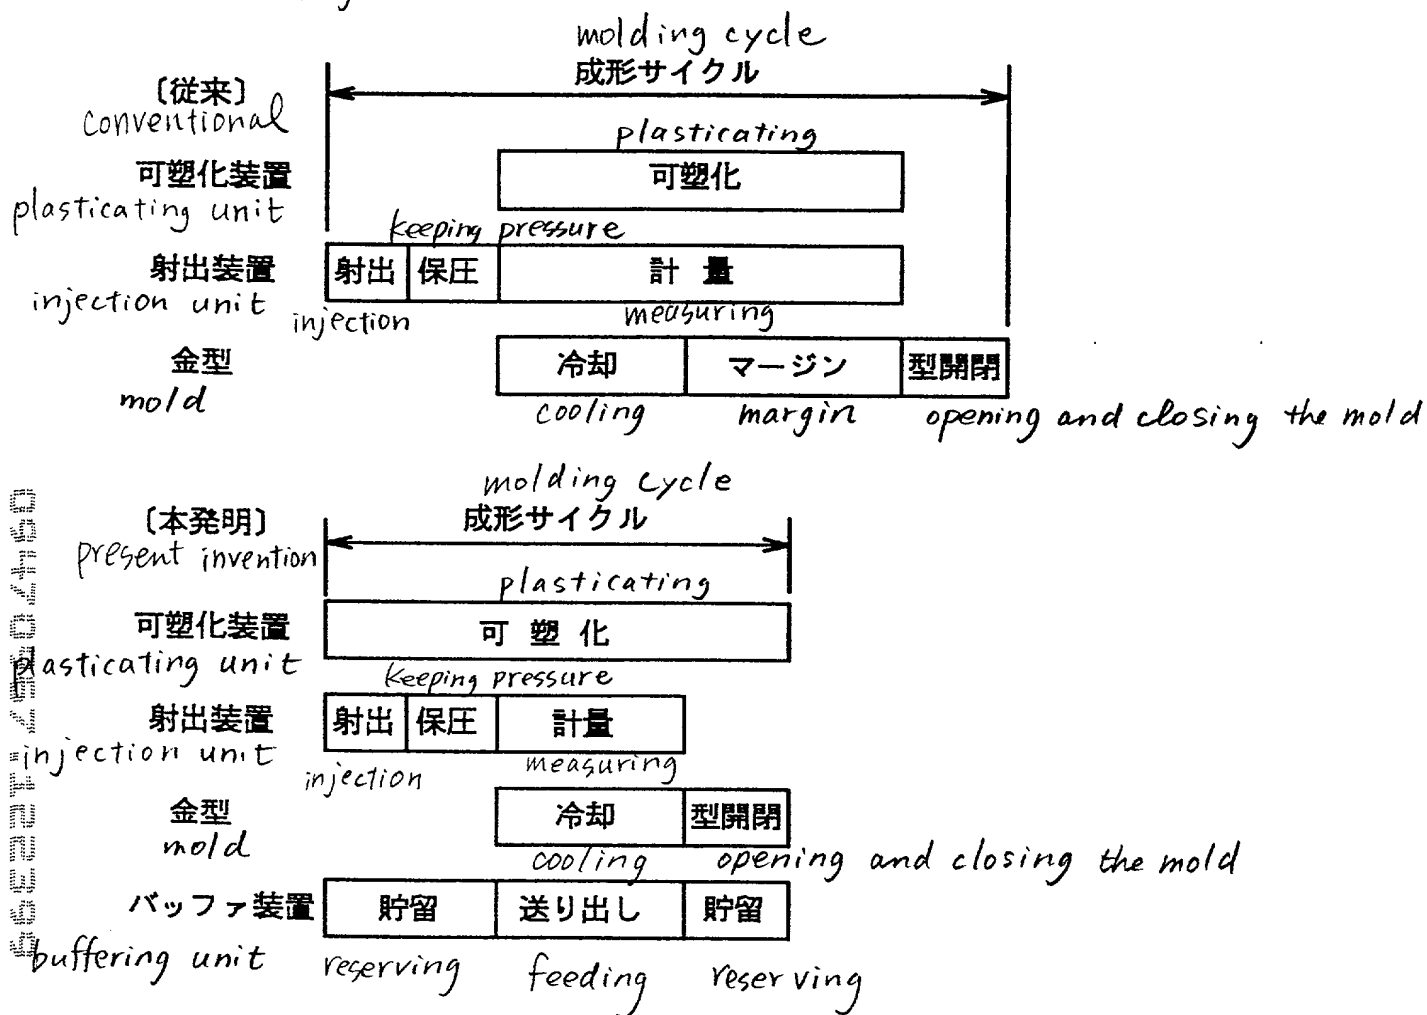 molding cycle
成形サイクル
〔従来〕
conventional
plasticating
可塑化装置 可塑化
plasticating unit
keeping pressure
射出装置 射出 保圧 計量
injection unit injection measuring
金型 冷却 マージン 型開閉
mold cooling margin opening and closing the mold
molding cycle
〔本発明〕 成形サイクル
present invention
plasticating
可塑化装置 可塑化
plasticating unit
keeping pressure
射出装置 射出 保圧 計量
injection unit injection measuring
金型 冷却 型開閉
mold cooling opening and closing the mold
バッファ装置 貯留 送り出し 貯留
buffering unit reserving feeding reserving